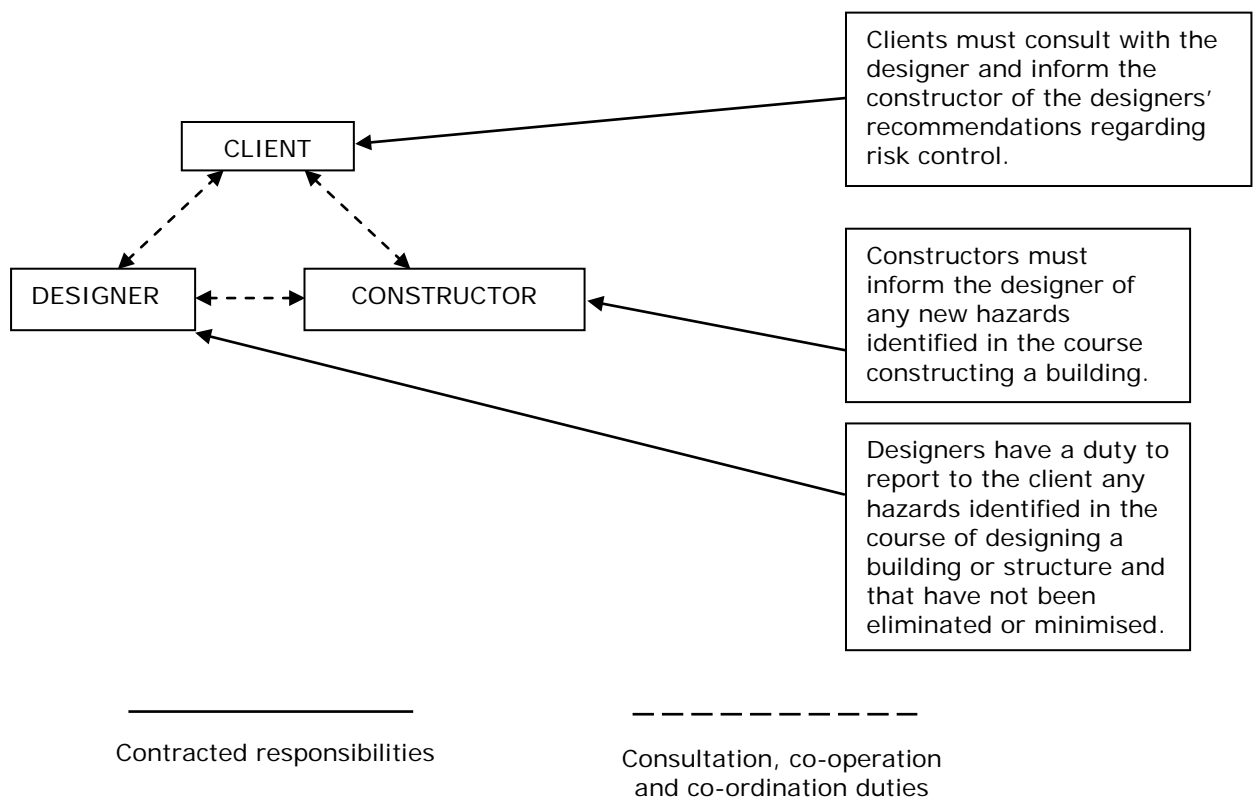 Clients must consult with the
designer and inform the
constructor of the designers'
recommendations regarding
risk control.
CLIENT
Constructors must
inform the designer of
any new hazards
identified in the course
constructing a building.
DESIGNER
CONSTRUCTOR
Designers have a duty to
report to the client any
hazards identified in the
course of designing a
building or structure and
that have not been
eliminated or minimised.
Contracted responsibilities
Consultation, co-operation
and co-ordination duties